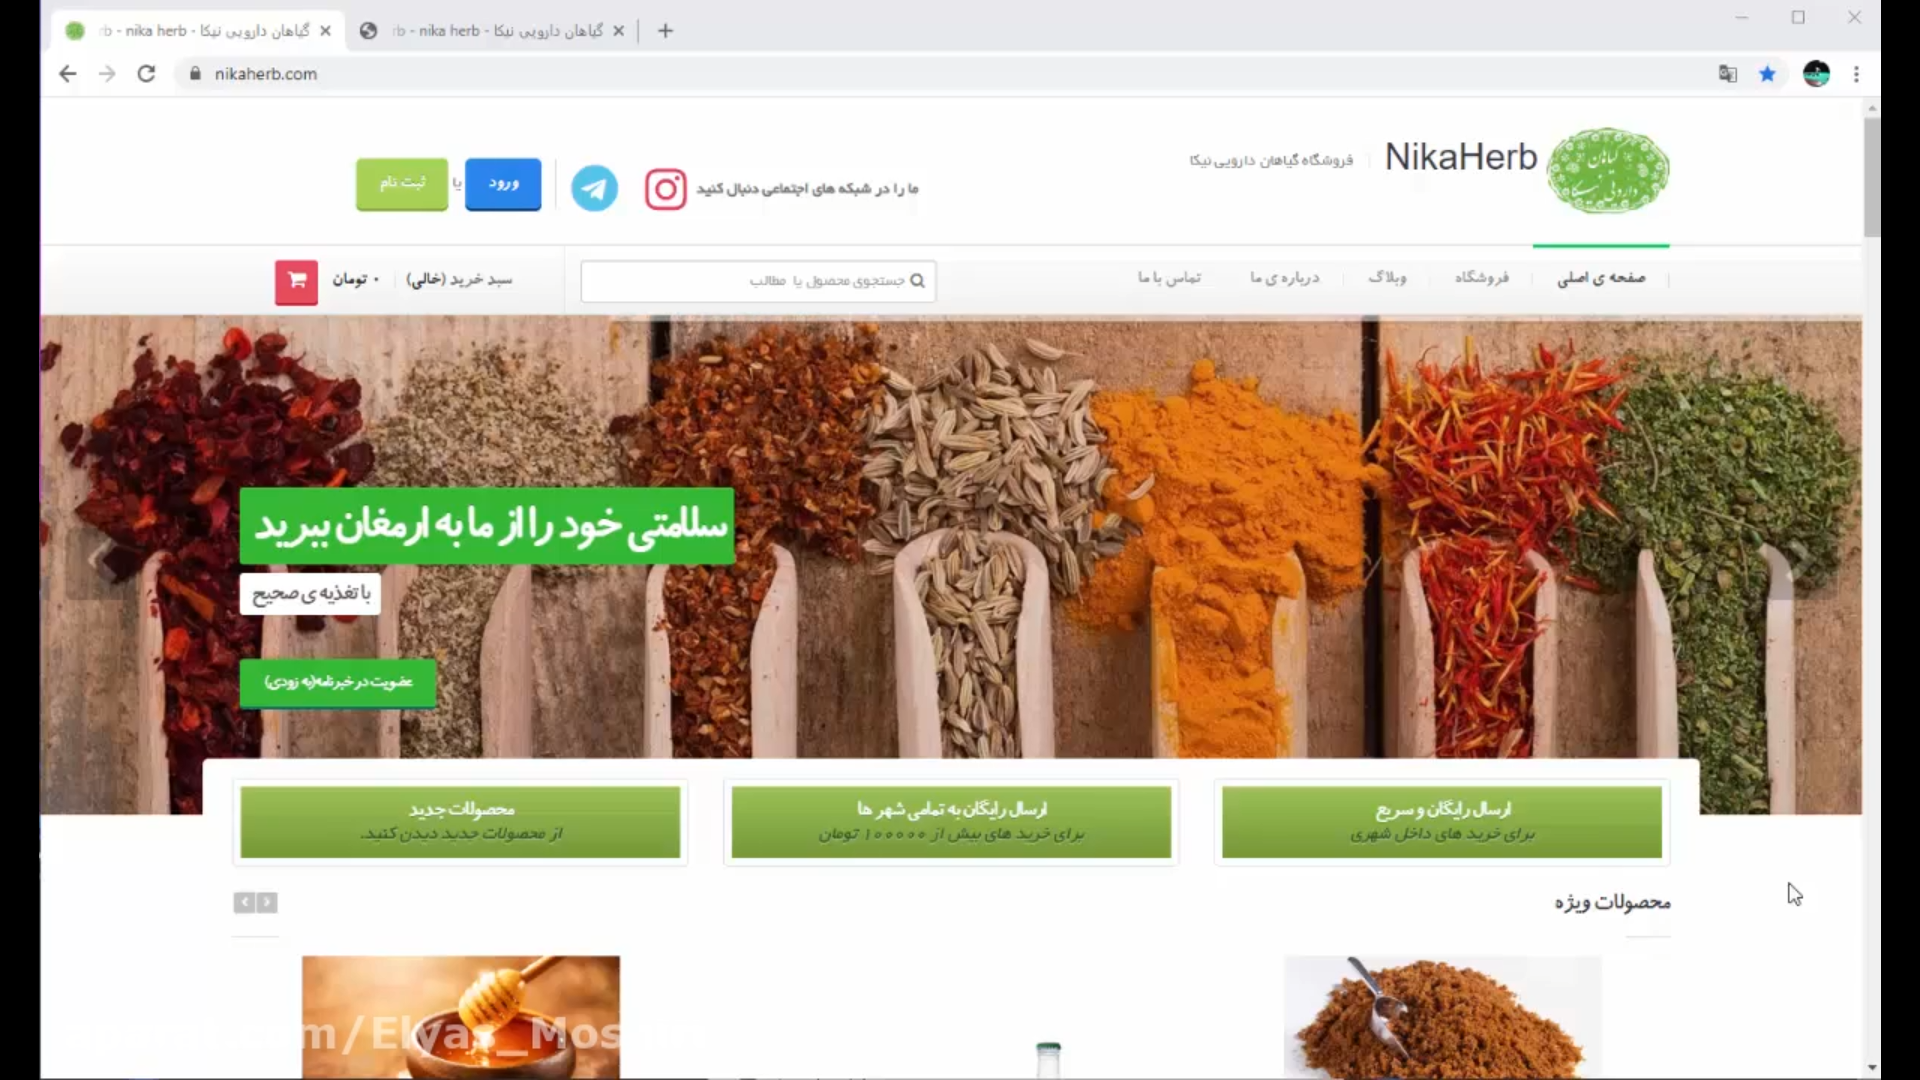 گیاهان دارویی نیکا - nika herb - rb
گیاهان دارویی نیکا - nika herb - rb
nikaherb.com
گیاهان دارویی نیکا
NikaHerb
فروشگاه گیاهان دارویی نیکا
ما را در شبکه های اجتماعی دنبال کنید
ورود
یا
ثبت نام
صفحه ی اصلی
فروشگاه
وبلاگ
درباره ی ما
تماس با ما
جستجوی محصول یا مطالب
سبد خرید (خالی)
۰ تومان
سلامتی خود را از ما به ارمغان ببرید
با تغذیه ی صحیح
عضویت در خبرنامه(به زودی)
ارسال رایگان و سریع
برای خرید های داخل شهری
ارسال رایگان به تمامی شهر ها
برای خرید های بیش از ۱۰۰۰۰۰ تومان
محصولات جدید
از محصولات جدید دیدن کنید.
محصولات ویژه